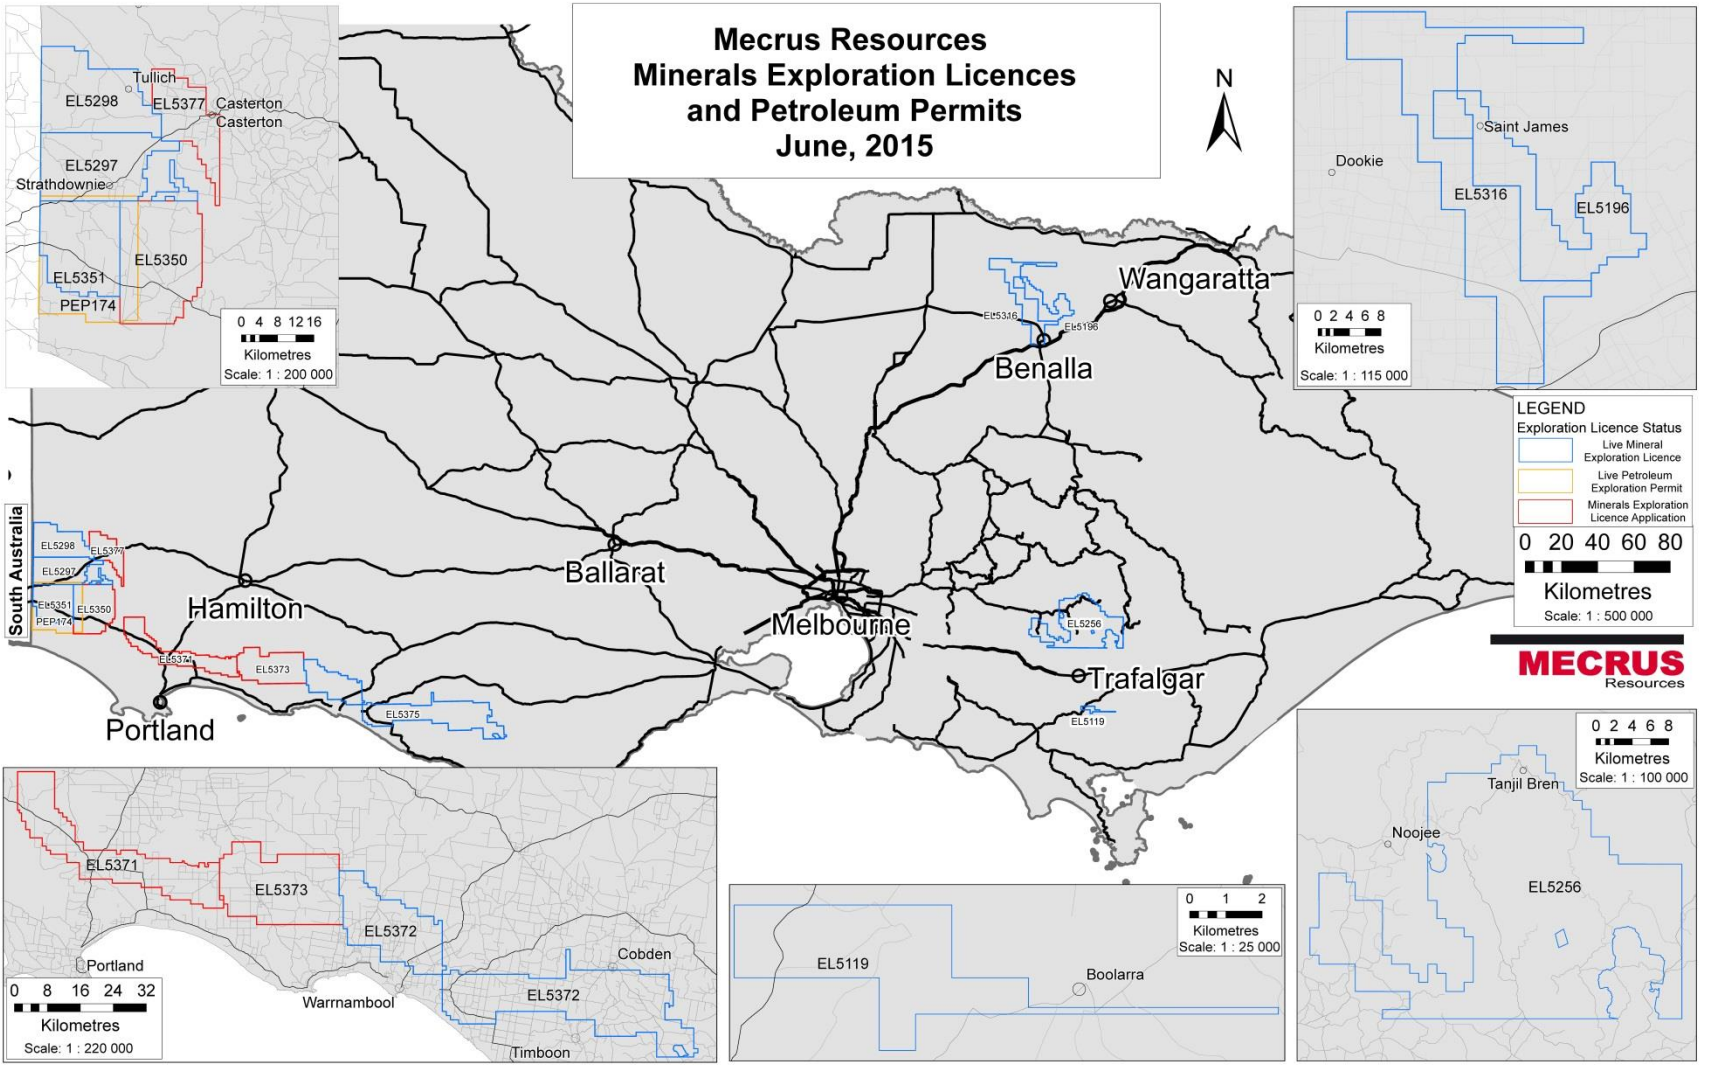 Mecrus Resources
Minerals Exploration Licences
and Petroleum Permits
June, 2015
N
Tullich
EL5298
EL5377
Casterton
Casterton
EL5297
Strathdownie
EL5350
EL5351
PEP174
0 4 8 12 16
Kilometres
Scale: 1 : 200 000
Saint James
Dookie
EL5316
EL5196
0 2 4 6 8
Kilometres
Scale: 1 : 115 000
Wangaratta
EL5316
EL5196
Benalla
LEGEND
Exploration Licence Status
Live Mineral
Exploration Licence
Live Petroleum
Exploration Permit
Minerals Exploration
Licence Application
0 20 40 60 80
Kilometres
Scale: 1 : 500 000
MECRUS
Resources
South Australia
EL5298
EL5377
EL5297
EL5351
EL5350
PEP174
Hamilton
Ballarat
Melbourne
EL5256
EL5371
EL5373
Trafalgar
EL5375
EL5119
Portland
EL5371
EL5373
EL5372
Cobden
Portland
EL5372
Warrnambool
Timboon
0 8 16 24 32
Kilometres
Scale: 1 : 220 000
0 1 2
Kilometres
Scale: 1 : 25 000
EL5119
Boolarra
0 2 4 6 8
Kilometres
Scale: 1 : 100 000
Tanjil Bren
Noojee
EL5256